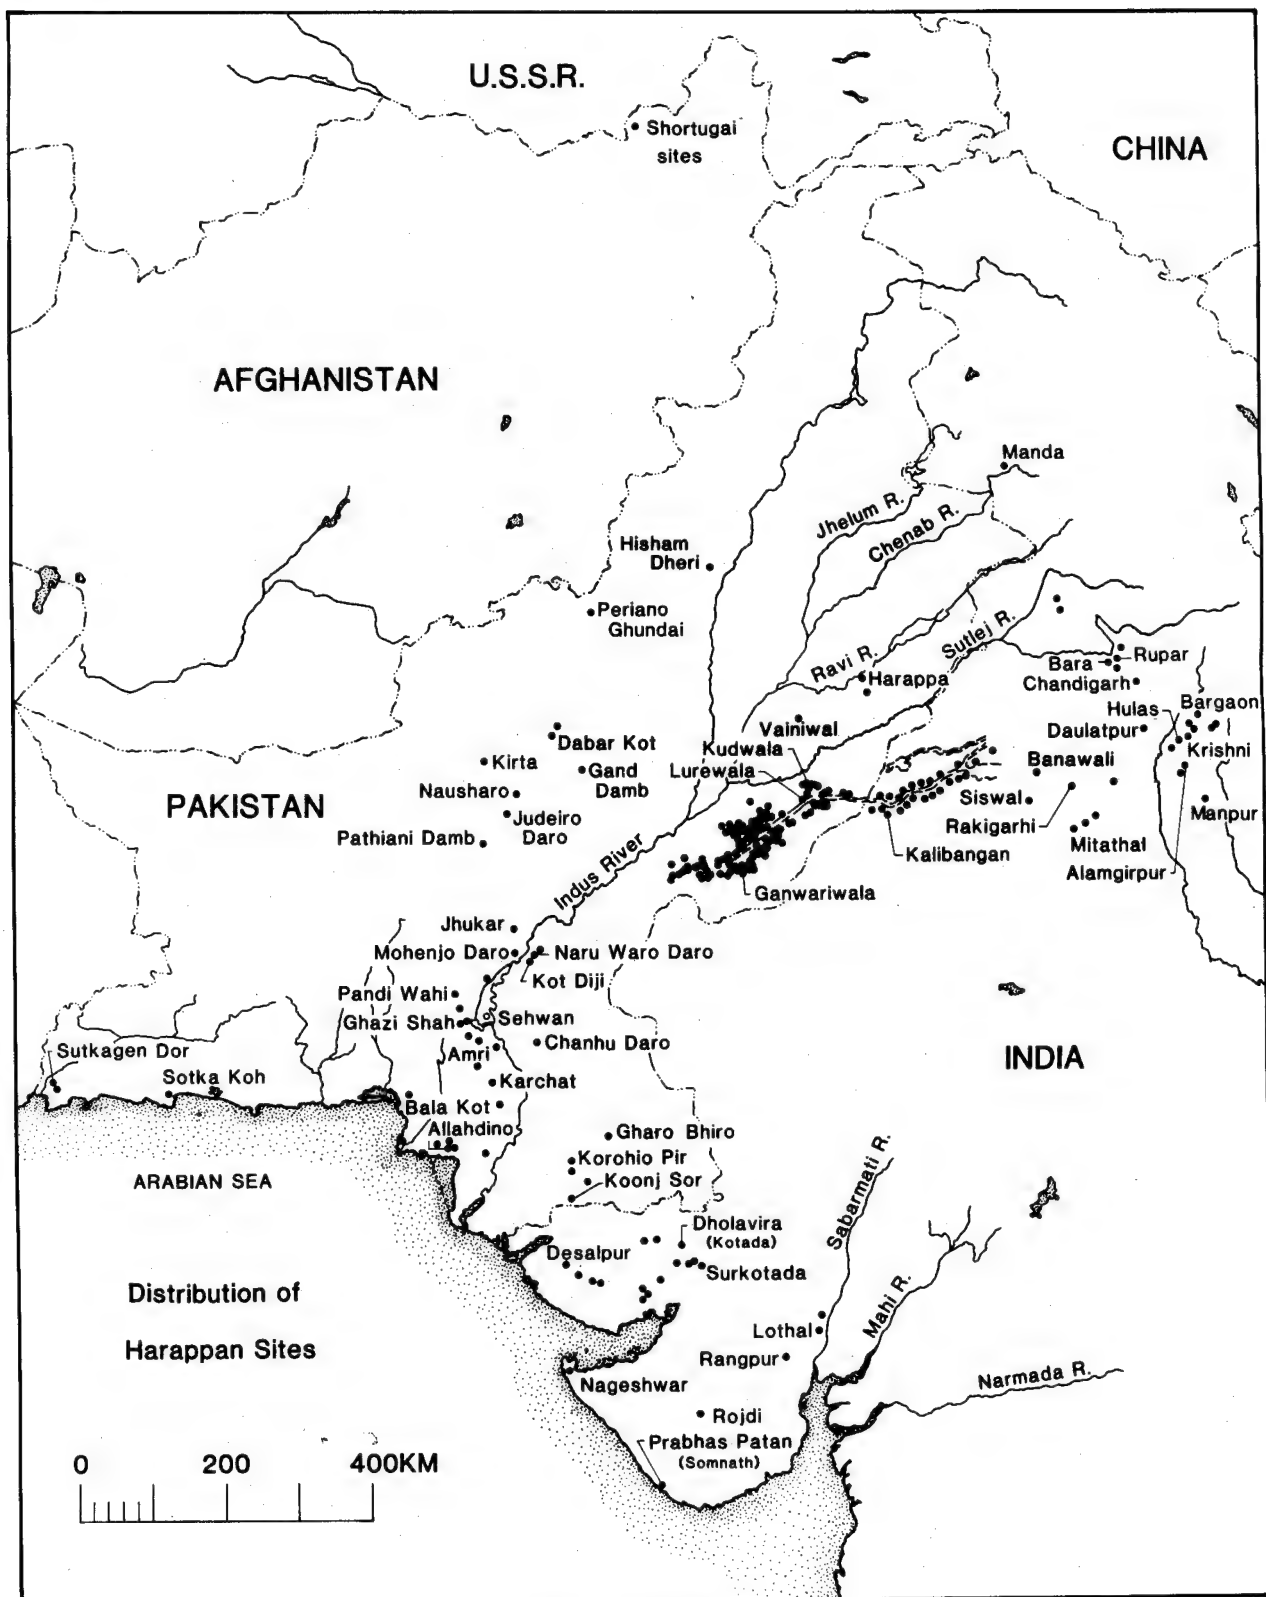 U.S.S.R.
Shortugai
sites
CHINA
AFGHANISTAN
Manda
Jhelum R.
Chenab R.
Hisham
Dheri
Periano
Ghundai
Sutlej R.
Ravi R.
Harappa
Bara
Rupar
Chandigarh
Hulas
Bargaon
Vainiwal
Daulatpur
Dabar Kot
Kudwala
Krishni
Kirta
Lurewala
Banawali
Gand
Damb
Nausharo
PAKISTAN
Siswal
Manpur
Judeiro
Daro
Rakigarhi
Pathiani Damb
Mitathal
Kalibangan
Alamgirpur
Indus River
Ganwariwala
Jhukar
Mohenjo Daro
Naru Waro Daro
Kot Diji
Pandi Wahi
Ghazi Shah
Sehwan
Sutkagen Dor
Amri
Chanhu Daro
INDIA
Sotka Koh
Karchat
Bala Kot
Allahdino
Gharo Bhiro
Korohio Pir
Koonj Sor
ARABIAN SEA
Sabarmati R.
Dholavira
(Kotada)
Desalpur
Surkotada
Mahi R.
Distribution of
Harappan Sites
Lothal
Rangpur
Nageshwar
Narmada R.
Rojdi
Prabhas Patan
(Somnath)
0 200 400KM